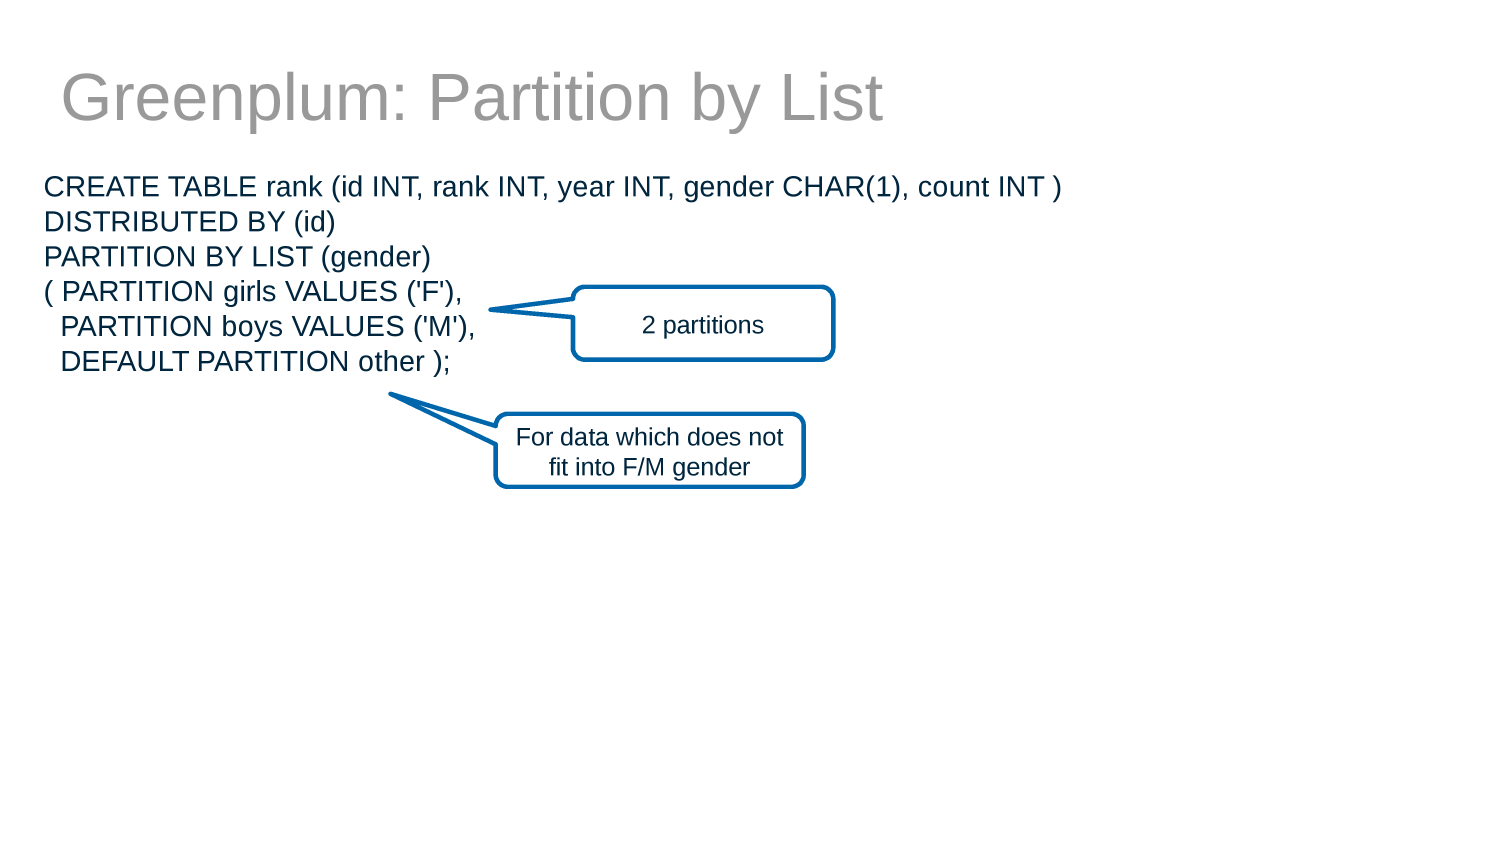 Greenplum: Partition by List
CREATE TABLE rank (id INT, rank INT, year INT, gender CHAR(1), count INT )
DISTRIBUTED BY (id)
PARTITION BY LIST (gender)
( PARTITION girls VALUES ('F'),
PARTITION boys VALUES ('M'),
DEFAULT PARTITION other );
2 partitions
For data which does not
fit into F/M gender